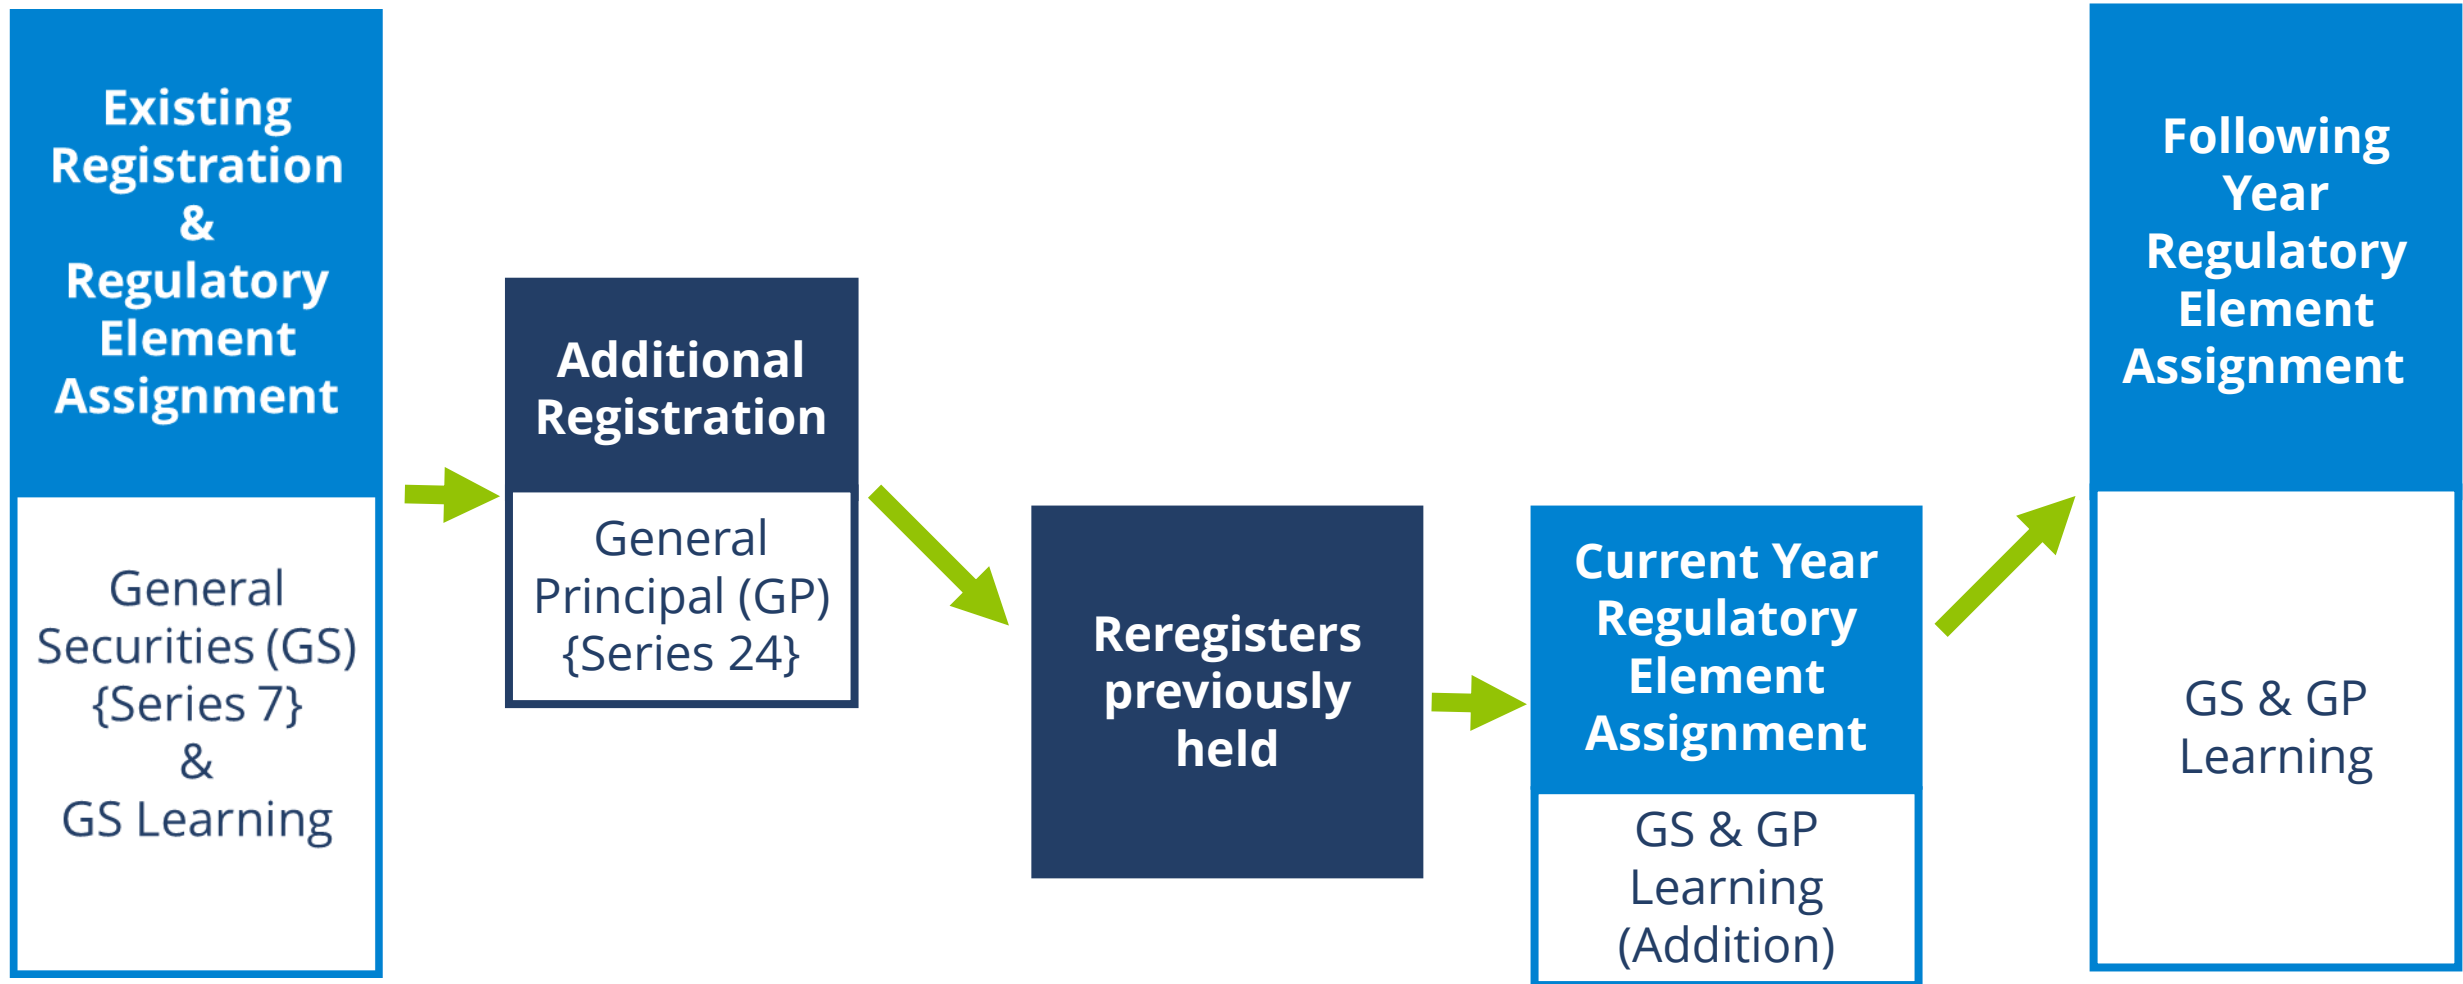 Existing
Registration
&
Regulatory
Element
Assignment
General
Securities (GS)
{Series 7}
&
GS Learning
Additional
Registration
General
Principal (GP)
{Series 24}
Reregisters
previously
held
Current Year
Regulatory
Element
Assignment
GS & GP
Learning
(Addition)
Following
Year
Regulatory
Element
Assignment
GS & GP
Learning